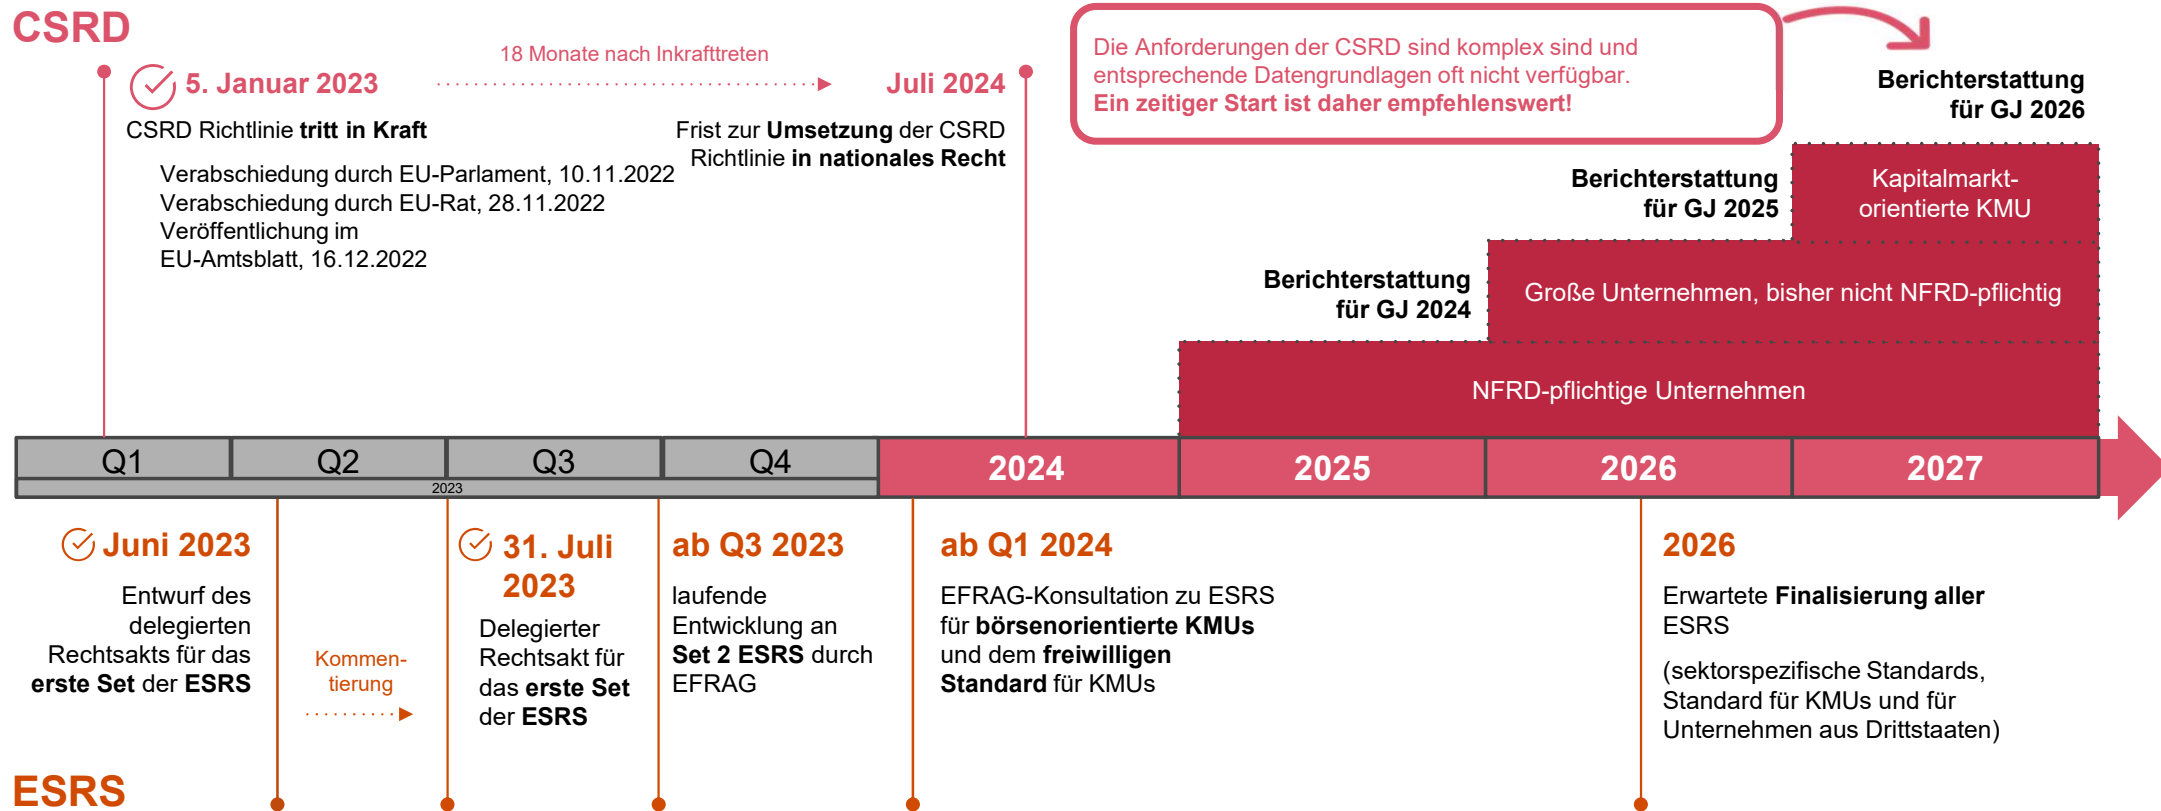 CSRD
5. Januar 2023
18 Monate nach Inkrafttreten
Juli 2024
CSRD Richtlinie tritt in Kraft
Verabschiedung durch EU-Parlament, 10.11.2022
Verabschiedung durch EU-Rat, 28.11.2022
Veröffentlichung im
EU-Amtsblatt, 16.12.2022
Frist zur Umsetzung der CSRD
Richtlinie in nationales Recht
Die Anforderungen der CSRD sind komplex sind und
entsprechende Datengrundlagen oft nicht verfügbar.
Ein zeitiger Start ist daher empfehlenswert!
Berichterstattung
für GJ 2026
Kapitalmarkt-
orientierte KMU
Berichterstattung
für GJ 2025
Große Unternehmen, bisher nicht NFRD-pflichtig
Berichterstattung
für GJ 2024
NFRD-pflichtige Unternehmen
Q1
Q2
Q3
Q4
2023
2024
2025
2026
2027
Juni 2023
Entwurf des
delegierten
Rechtsakts für das
erste Set der ESRS
Kommen-
tierung
31. Juli
2023
Delegierter
Rechtsakt für
das erste Set
der ESRS
ab Q3 2023
laufende
Entwicklung an
Set 2 ESRS durch
EFRAG
ab Q1 2024
EFRAG-Konsultation zu ESRS
für börsenorientierte KMUs
und dem freiwilligen
Standard für KMUs
2026
Erwartete Finalisierung aller
ESRS
(sektorspezifische Standards,
Standard für KMUs und für
Unternehmen aus Drittstaaten)
ESRS